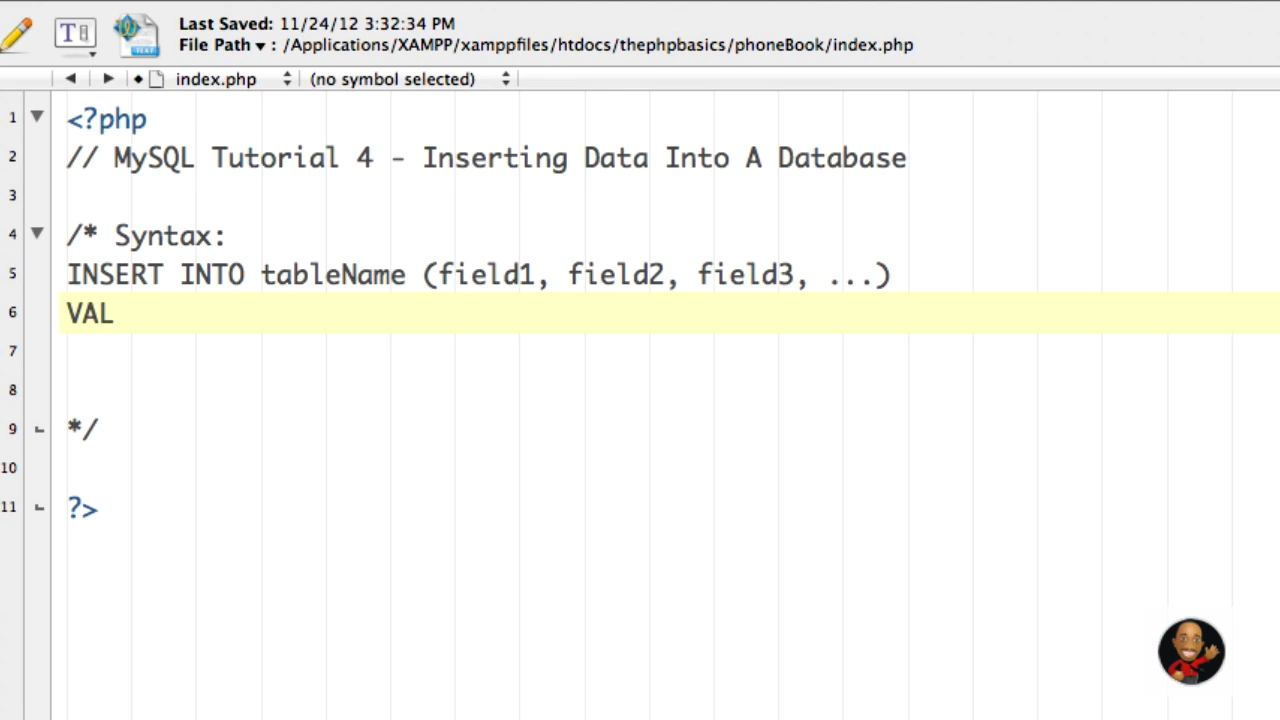 Last Saved: 11/24/12 3:32:34 PM
File Path ▾ : /Applications/XAMPP/xamppfiles/htdocs/thephpbasics/phoneBook/index.php
index.php (no symbol selected)
1 <?php
2 // MySQL Tutorial 4 - Inserting Data Into A Database
3
4 /* Syntax:
5 INSERT INTO tableName (field1, field2, field3, ...)
6 VAL
7
8
9 */
10
11 ?>